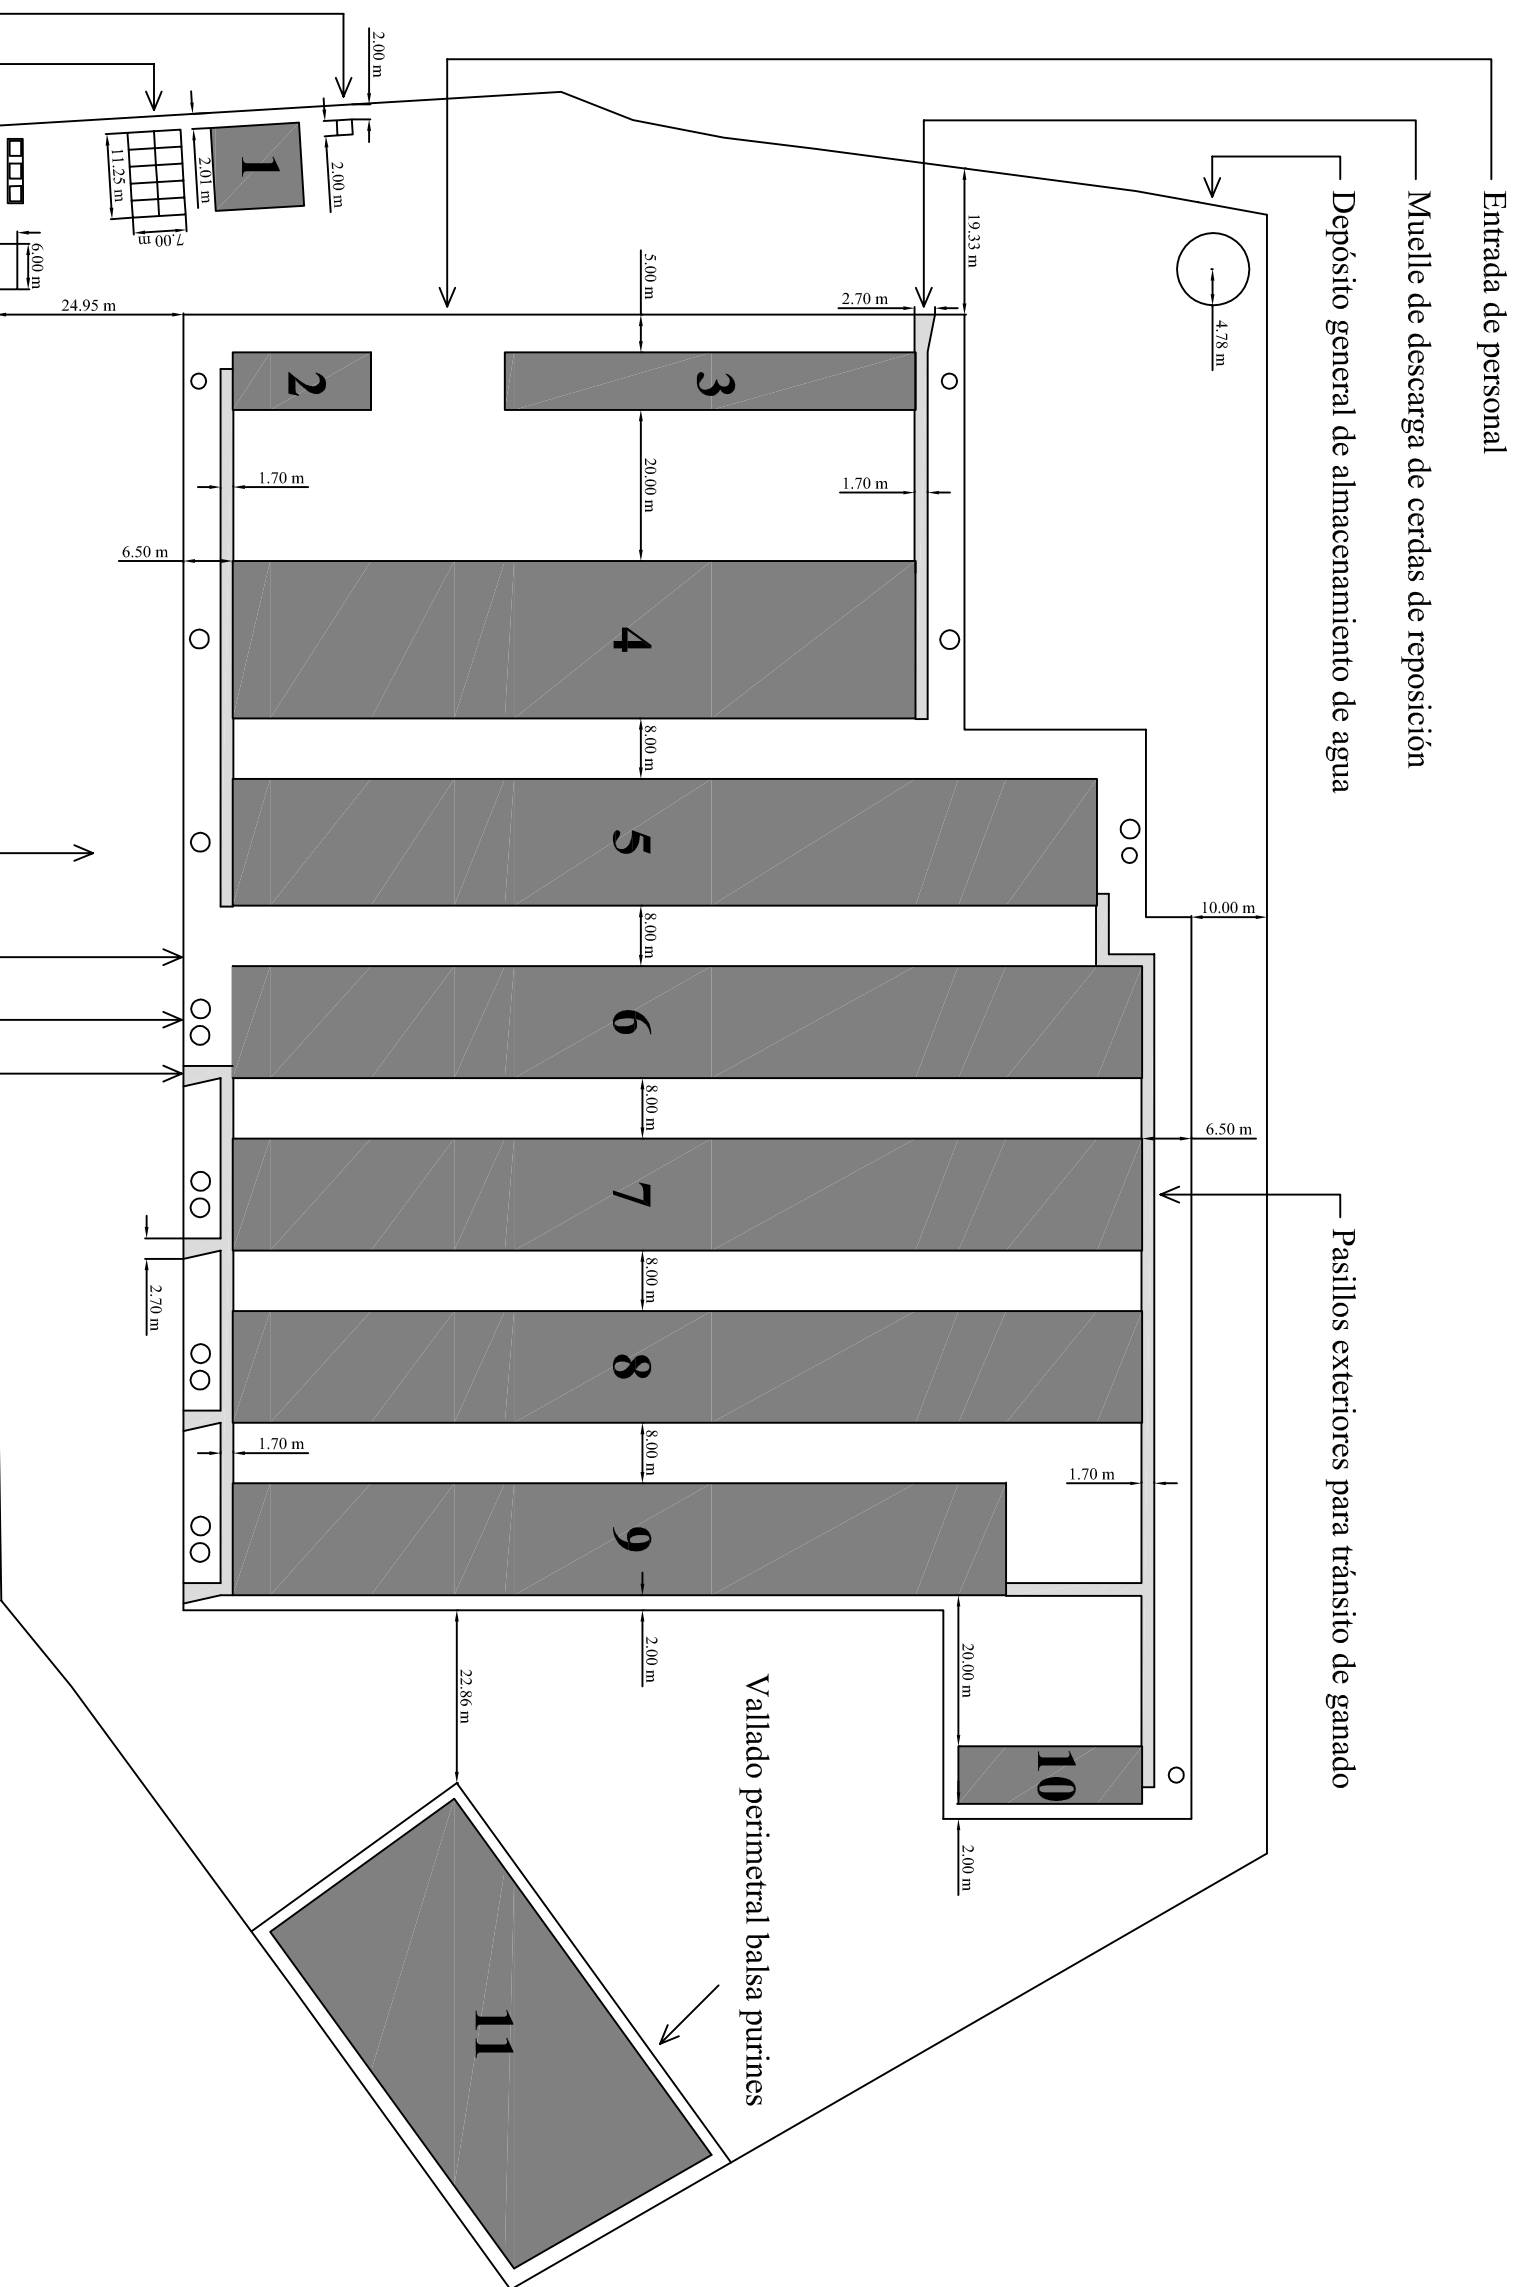 Entrada de personal
Muelle de descarga de cerdas de reposición
Depósito general de almacenamiento de agua
Pasillos exteriores para tránsito de ganado
Vallado perimetral balsa purines
2.00 m
2.00 m
2.01 m
11.25 m
7.00 m
6.00 m
24.95 m
19.33 m
4.78 m
5.00 m
2.70 m
1.70 m
20.00 m
1.70 m
6.50 m
8.00 m
8.00 m
10.00 m
8.00 m
6.50 m
8.00 m
2.70 m
8.00 m
1.70 m
1.70 m
2.00 m
20.00 m
22.86 m
2.00 m
1
2
3
4
5
6
7
8
9
10
11